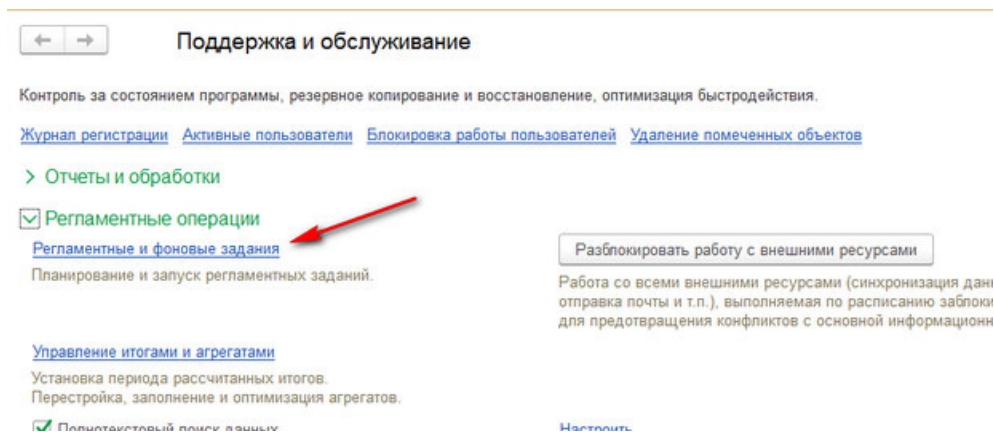 Поддержка и обслуживание
Контроль за состоянием программы, резервное копирование и восстановление, оптимизация быстродействия.
Журнал регистрации Активные пользователи Блокировка работы пользователей Удаление помеченных объектов
Отчеты и обработки
Регламентные операции
Регламентные и фоновые задания
Планирование и запуск регламентных заданий.
Разблокировать работу с внешними ресурсами
Работа со всеми внешними ресурсами (синхронизация дан
отправка почты и т.п.), выполняемая по расписанию заблоки
для предотвращения конфликтов с основной информационн
Управление итогами и агрегатами
Установка периода рассчитанных итогов.
Перестройка, заполнение и оптимизация агрегатов.
Полнотекстовый поиск данных
Настроить